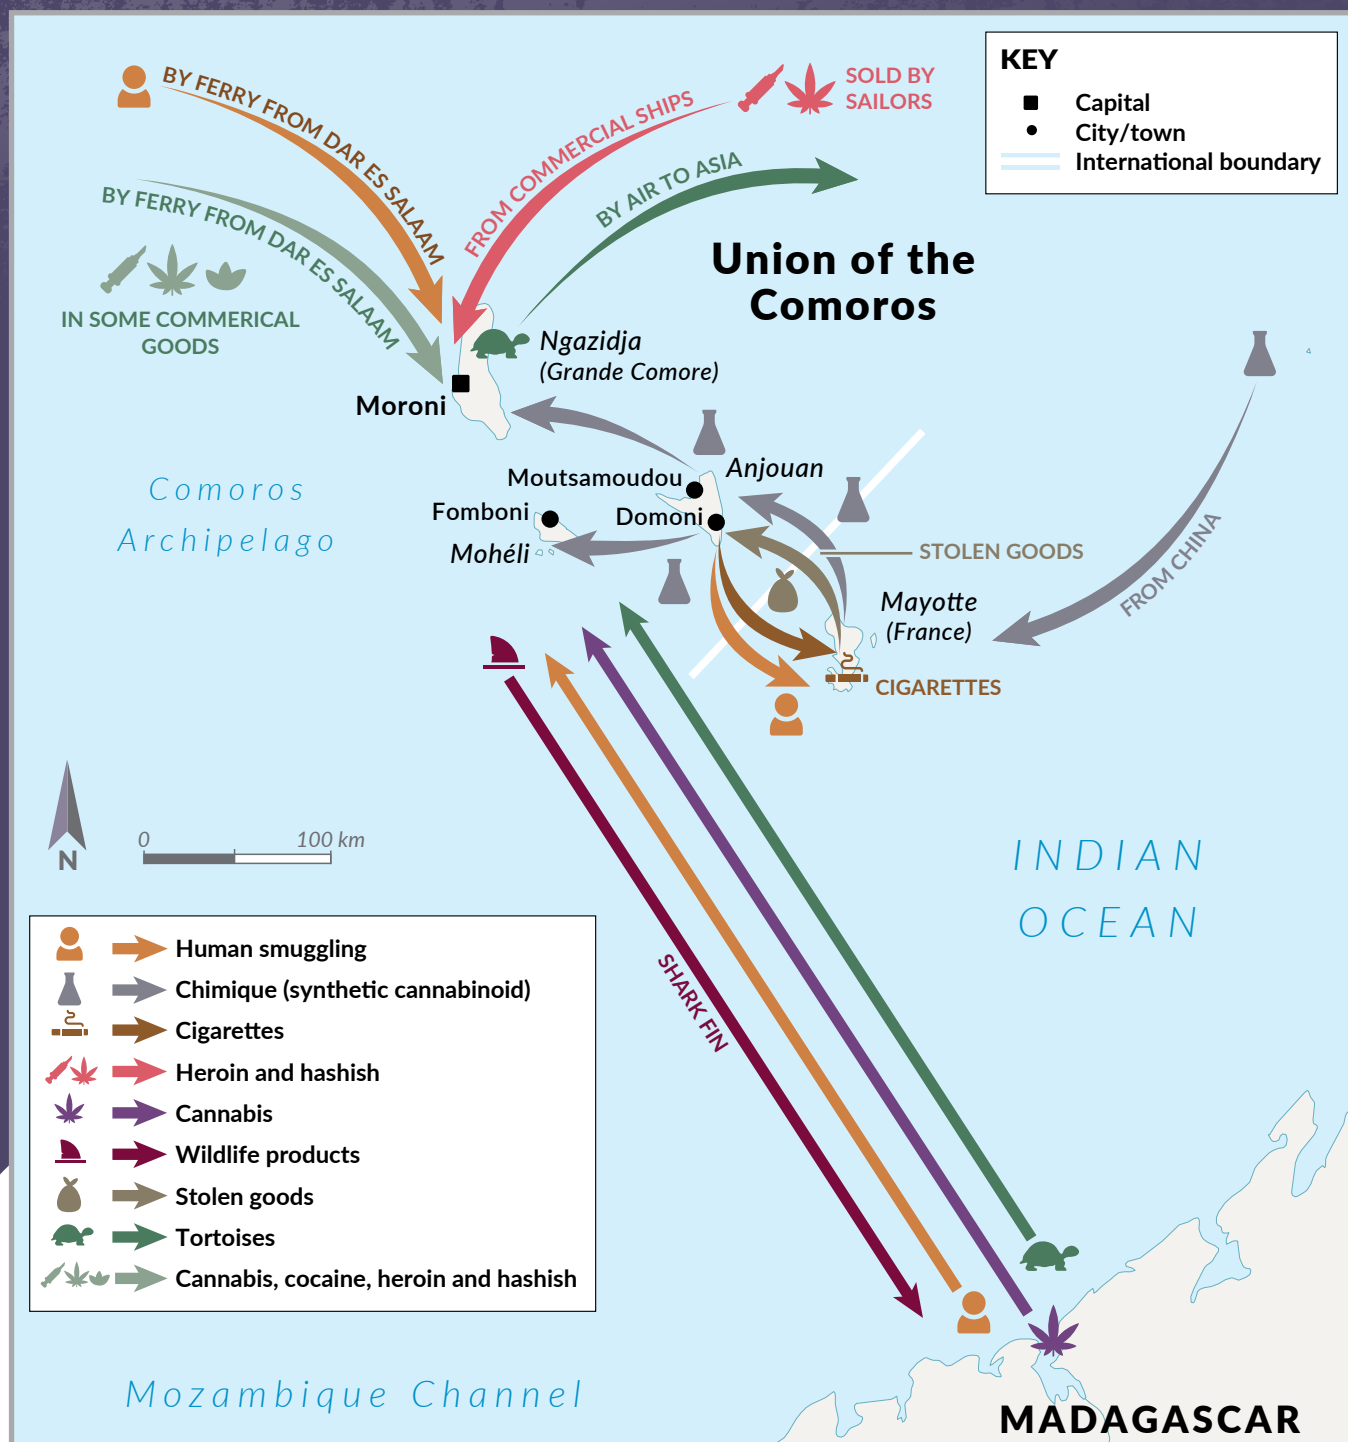 KEY
Capital
City/town
International boundary
BY FERRY FROM DAR ES SALAAM
FROM COMMERCIAL SHIPS
SOLD BY
SAILORS
BY AIR TO ASIA
BY FERRY FROM DAR ES SALAAM
IN SOME COMMERICAL
GOODS
Union of the
Comoros
Ngazidja
(Grande Comore)
Moroni
Comoros
Archipelago
Moutsamoudou
Anjouan
Fomboni
Domoni
Mohéli
STOLEN GOODS
FROM CHINA
Mayotte
(France)
CIGARETTES
N
0 100 km
INDIAN
OCEAN
SHARK FIN
Human smuggling
Chimique (synthetic cannabinoid)
Cigarettes
Heroin and hashish
Cannabis
Wildlife products
Stolen goods
Tortoises
Cannabis, cocaine, heroin and hashish
Mozambique Channel
MADAGASCAR